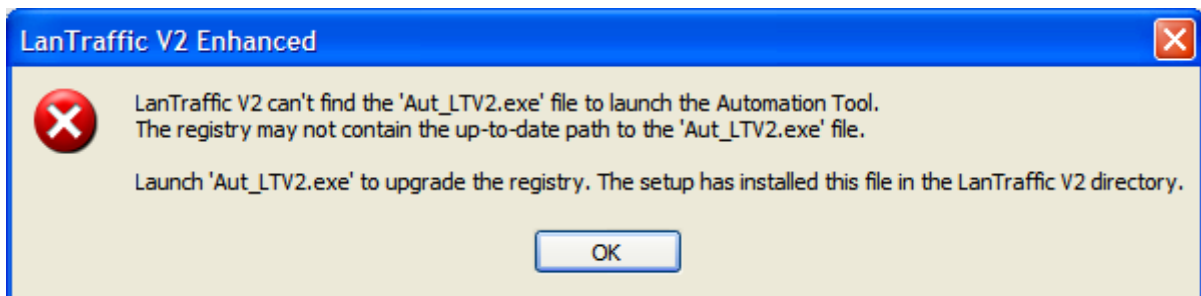 LanTraffic V2 Enhanced
LanTraffic V2 can't find the 'Aut_LTV2.exe' file to launch the Automation Tool.
The registry may not contain the up-to-date path to the 'Aut_LTV2.exe' file.
Launch 'Aut_LTV2.exe' to upgrade the registry. The setup has installed this file in the LanTraffic V2 directory.
OK